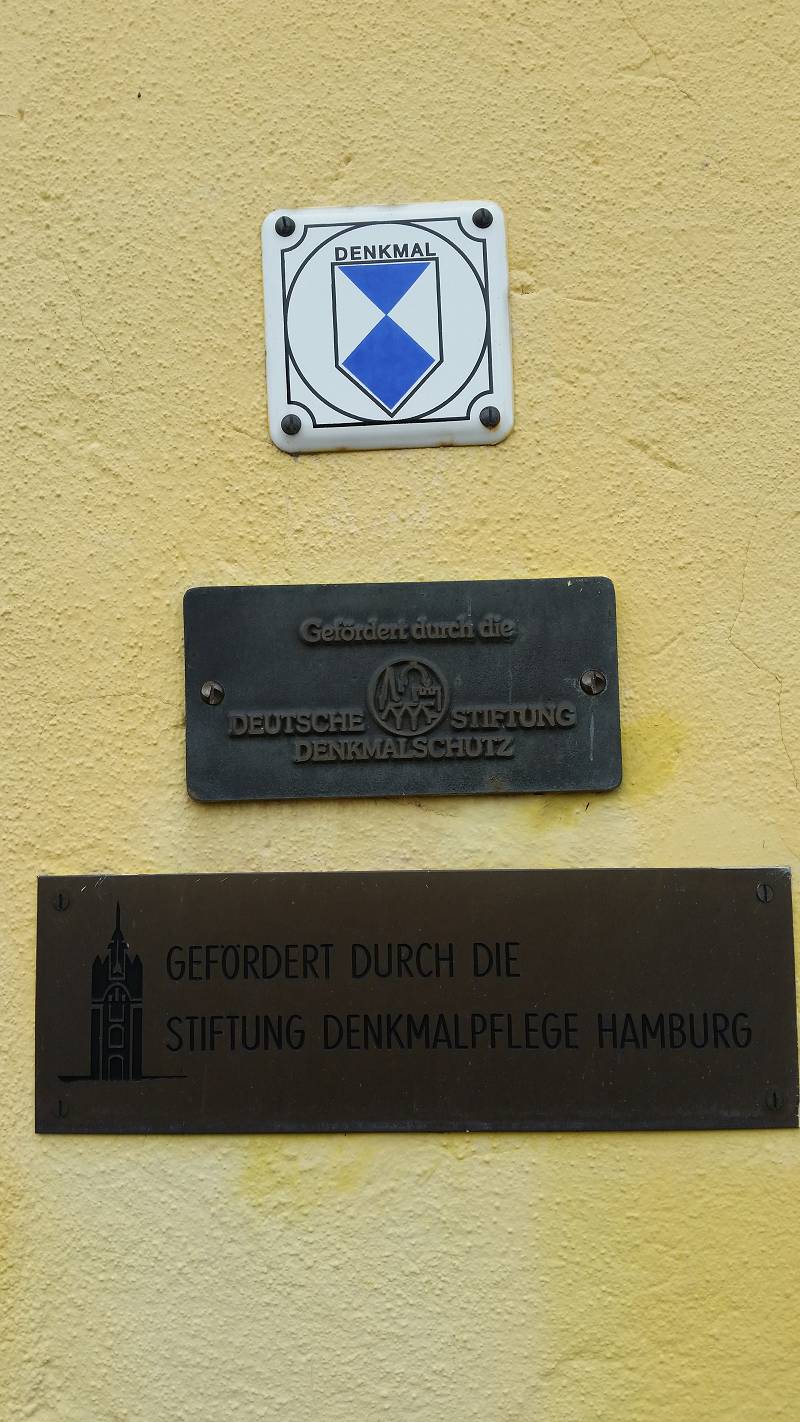 DENKMAL
Gefördert durch die
DEUTSCHE STIFTUNG
DENKMALSCHUTZ
GEFÖRDERT DURCH DIE
STIFTUNG DENKMALPFLEGE HAMBURG